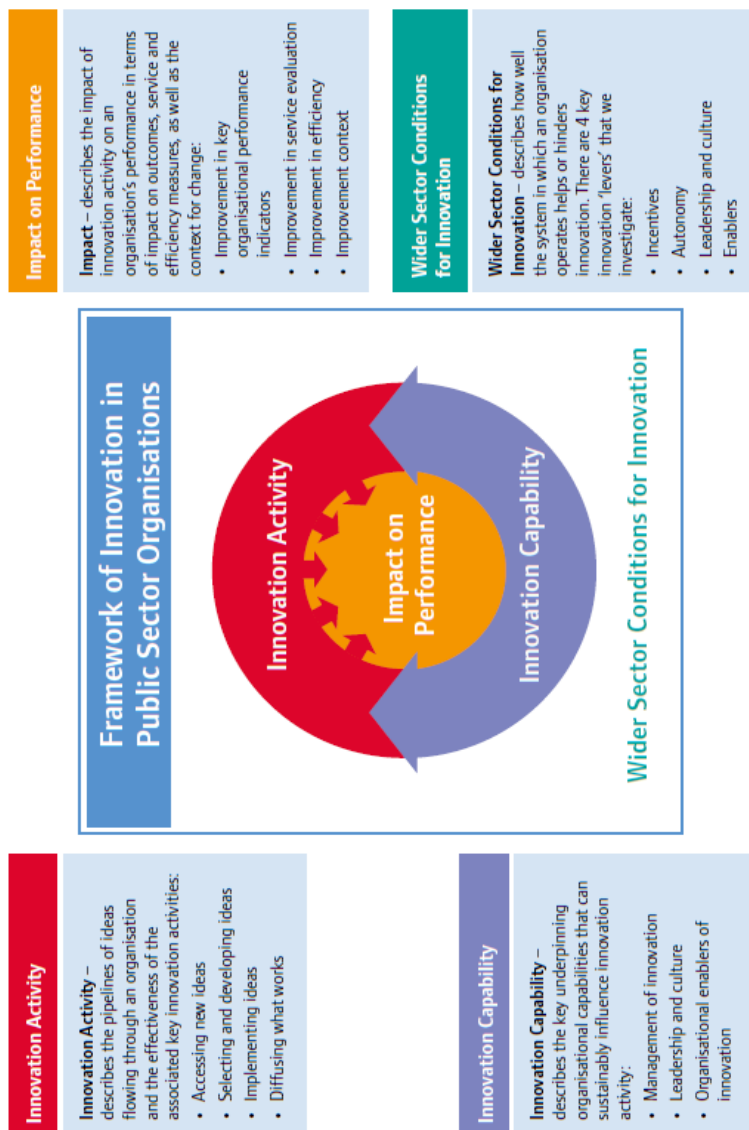 Innovation Activity
Innovation Activity –
describes the pipelines of ideas
flowing through an organisation
and the effectiveness of the
associated key innovation activities:
• Accessing new ideas
• Selecting and developing ideas
• Implementing ideas
• Diffusing what works
Innovation Capability
Innovation Capability –
describes the key underpinning
organisational capabilities that can
sustainably influence innovation
activity:
• Management of innovation
• Leadership and culture
• Organisational enablers of
innovation
Framework of Innovation in
Public Sector Organisations
Innovation Activity
Impact on
Performance
Innovation Capability
Wider Sector Conditions for Innovation
Impact on Performance
Impact – describes the impact of
innovation activity on an
organisation's performance in terms
of impact on outcomes, service and
efficiency measures, as well as the
context for change:
• Improvement in key
organisational performance
indicators
• Improvement in service evaluation
• Improvement in efficiency
• Improvement context
Wider Sector Conditions
for Innovation
Wider Sector Conditions for
Innovation – describes how well
the system in which an organisation
operates helps or hinders
innovation. There are 4 key
innovation ‘levers’ that we
investigate:
• Incentives
• Autonomy
• Leadership and culture
• Enablers